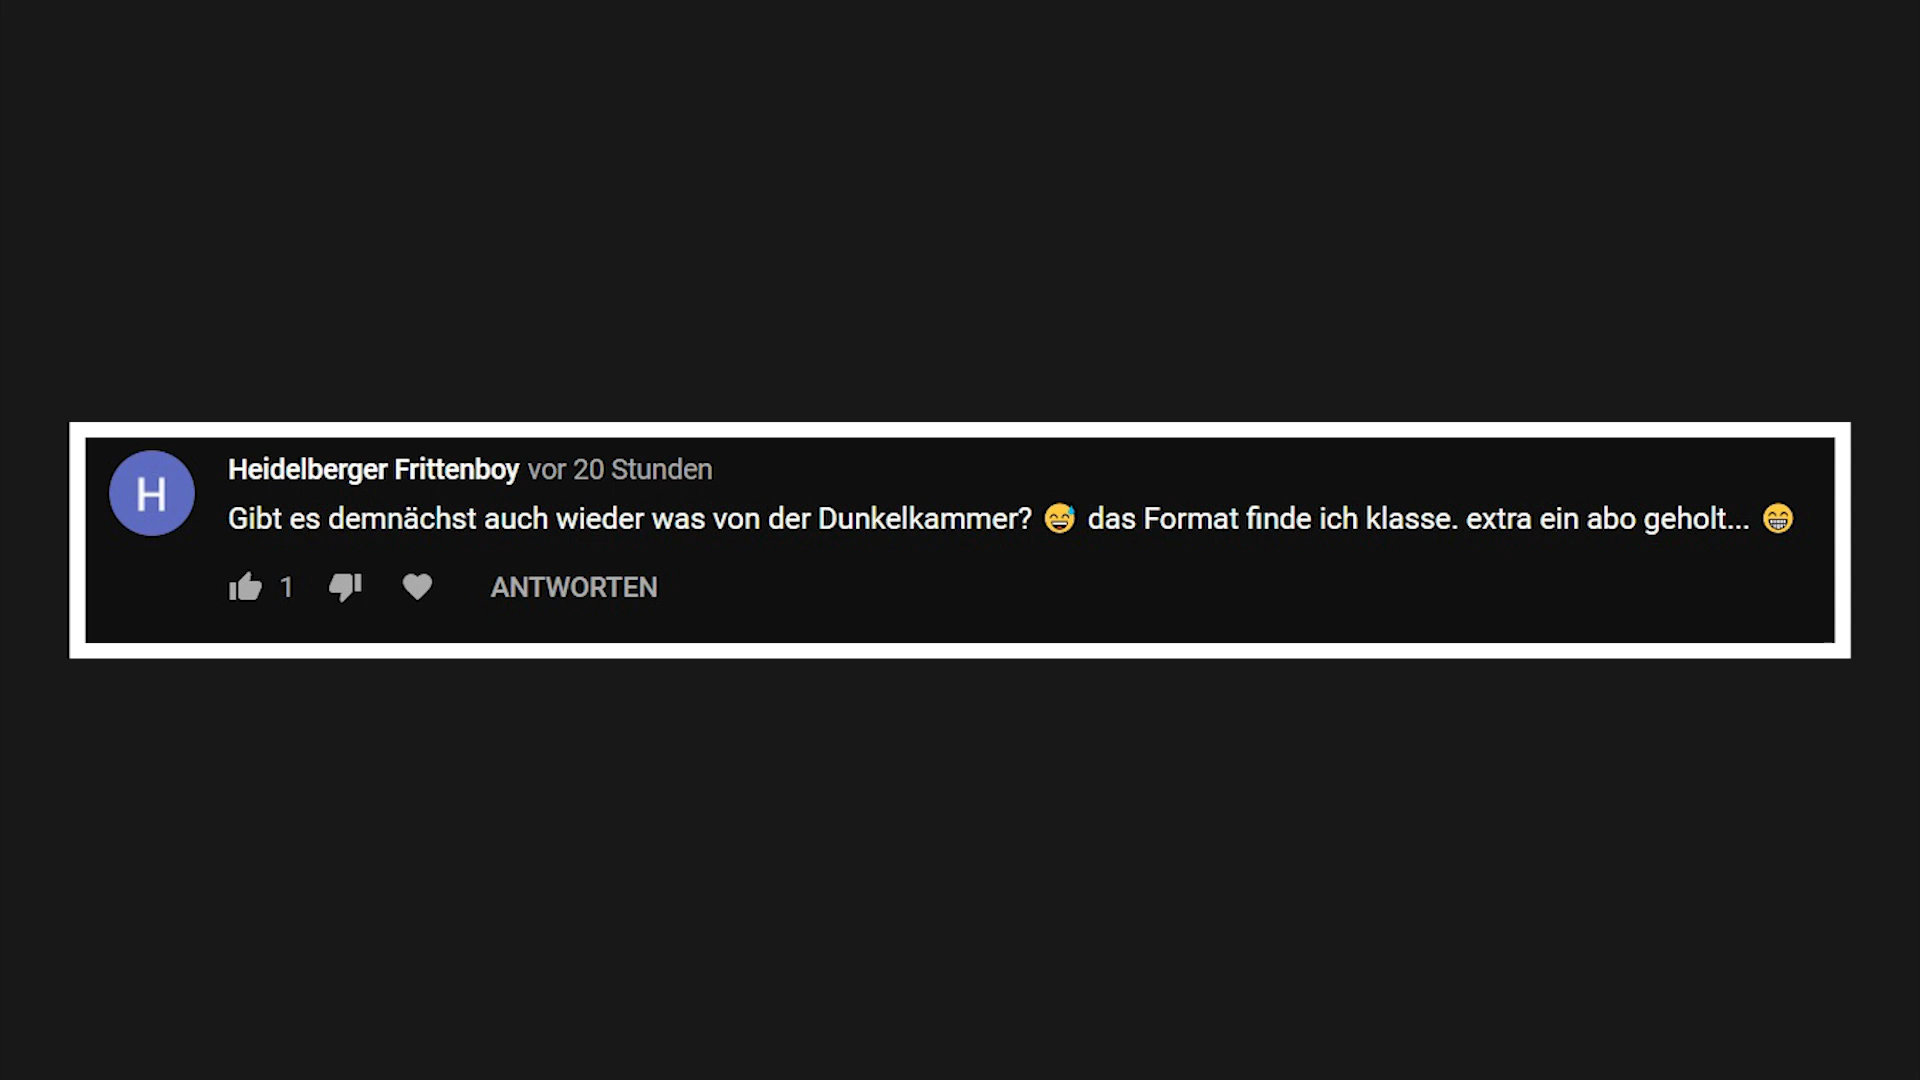 H
Heidelberger Frittenboy vor 20 Stunden
Gibt es demnächst auch wieder was von der Dunkelkammer? 😅 das Format finde ich klasse. extra ein abo geholt... 😁
1 ANTWORTEN